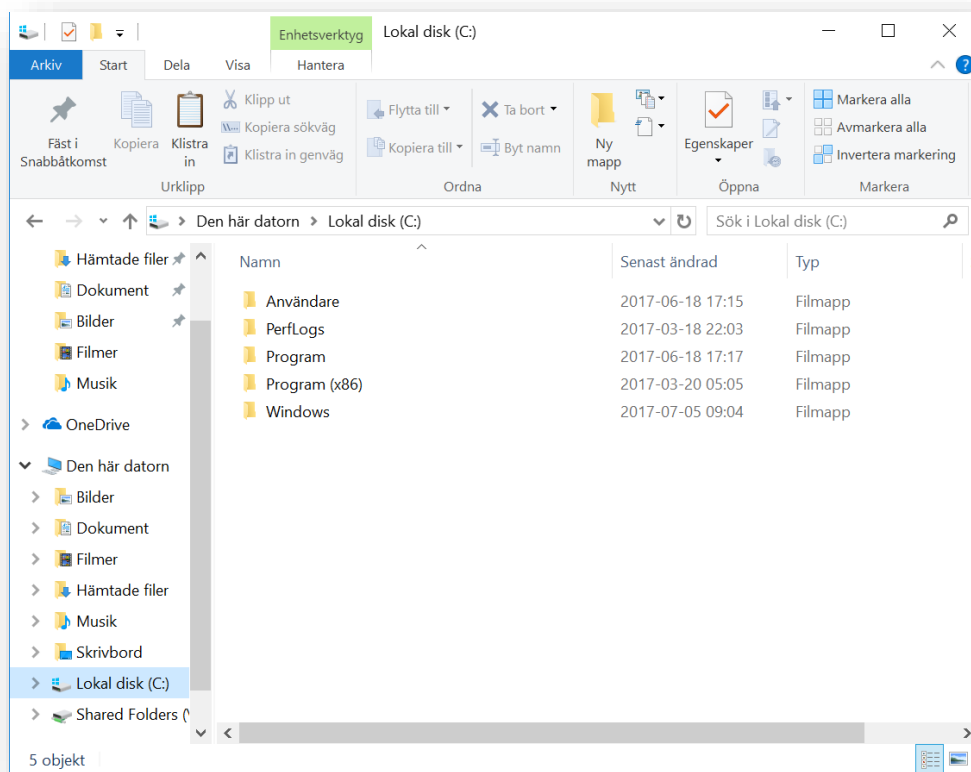 Enhetsverktyg Lokal disk (C:)
Arkiv Start Dela Visa Hantera
Fäst i Snabbåtkomst
Kopiera
Klistra in
Klipp ut
Kopiera sökväg
Klistra in genväg
Urklipp
Flytta till
Kopiera till
Ta bort
Byt namn
Ordna
Ny mapp
Nytt
Egenskaper
Öppna
Markera alla
Avmarkera alla
Invertera markering
Markera
Den här datorn > Lokal disk (C:)
Sök i Lokal disk (C:)
Hämtade filer
Dokument
Bilder
Filmer
Musik
OneDrive
Den här datorn
Bilder
Dokument
Filmer
Hämtade filer
Musik
Skrivbord
Lokal disk (C:)
Shared Folders (
Namn Senast ändrad Typ
Användare 2017-06-18 17:15 Filmapp
PerfLogs 2017-03-18 22:03 Filmapp
Program 2017-06-18 17:17 Filmapp
Program (x86) 2017-03-20 05:05 Filmapp
Windows 2017-07-05 09:04 Filmapp
5 objekt